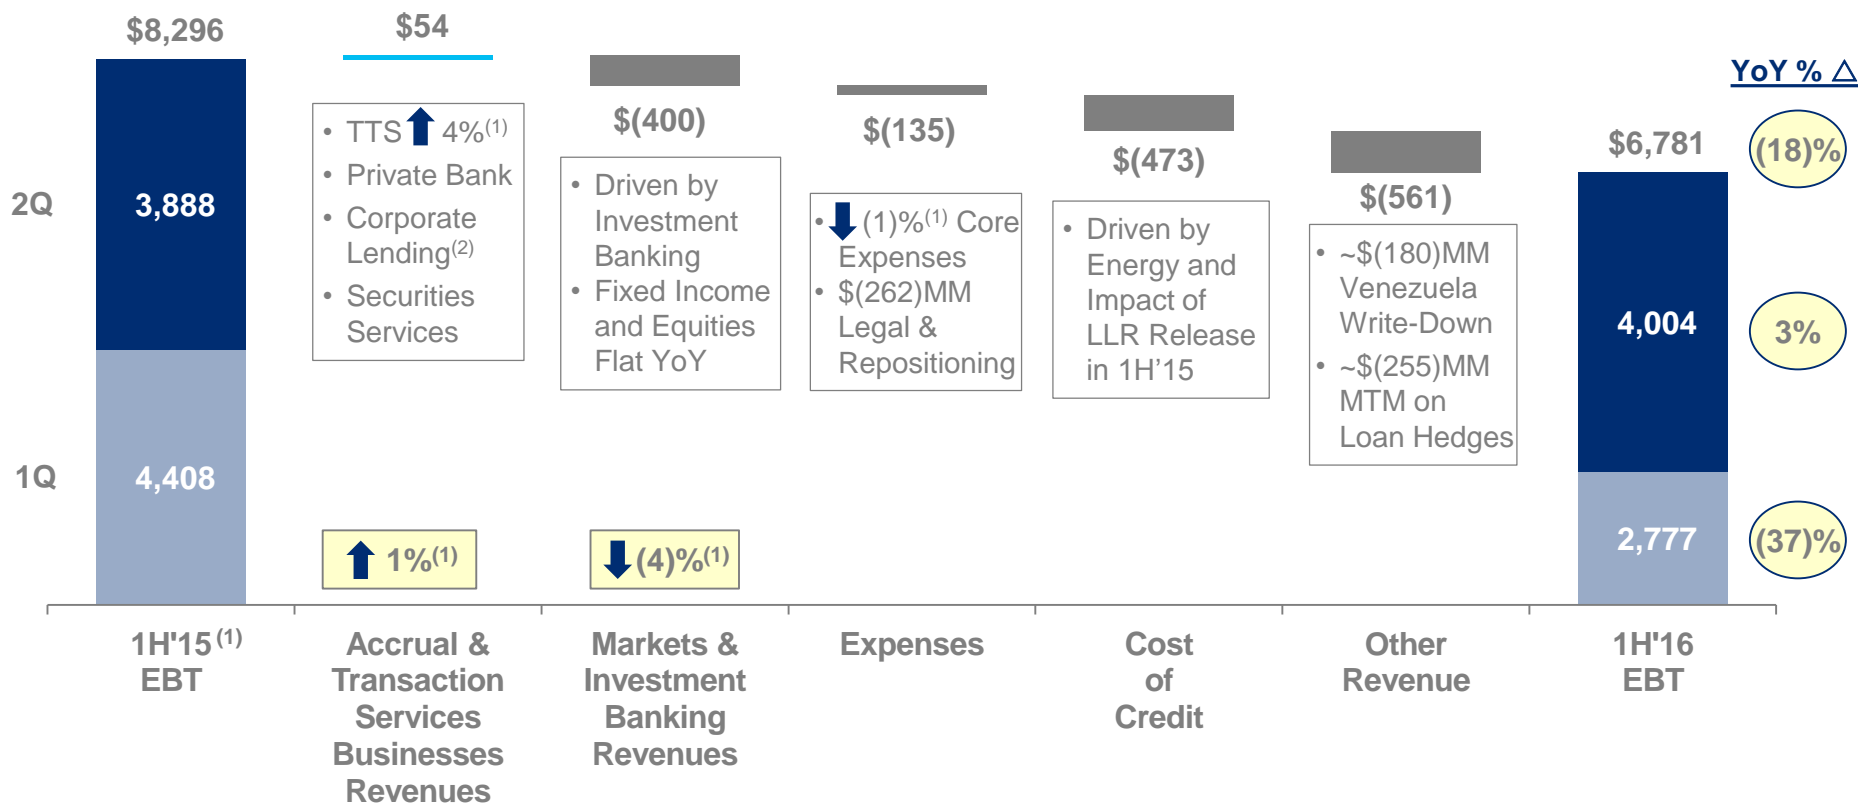 $8,296
$54
YoY % △
• TTS 4%(1)
• Private Bank
• Corporate
Lending(2)
• Securities
Services
$(400)
• Driven by
Investment
Banking
• Fixed Income
and Equities
Flat YoY
$(135)
• (1)%(1) Core
Expenses
• $(262)MM
Legal &
Repositioning
$(473)
• Driven by
Energy and
Impact of
LLR Release
in 1H’15
$(561)
• ~$(180)MM
Venezuela
Write-Down
• ~$(255)MM
MTM on
Loan Hedges
$6,781
(18)%
2Q
3,888
4,004
3%
1Q
4,408
2,777
(37)%
1%(1)
(4)%(1)
1H'15 (1)
EBT
Accrual &
Transaction
Services
Businesses
Revenues
Markets &
Investment
Banking
Revenues
Expenses
Cost
of
Credit
Other
Revenue
1H'16
EBT